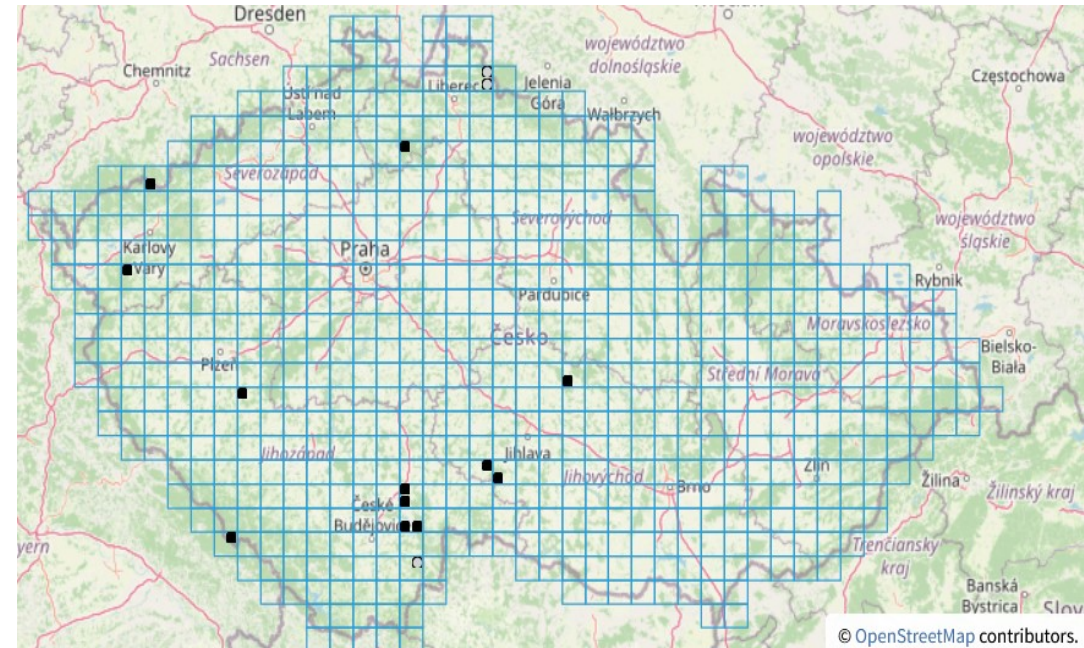 Dresden
województwo
dolnośląskie
Sachsen
Chemnitz
Jelenia
Góra
Częstochowa
Liberec
Ústí nad
Labem
Wałbrzych
województwo
opolskie
Severozápad
Severovýchod
województwo
śląskie
Karlovy
Vary
Praha
Rybnik
Pardubice
Moravskoslezsko
Česko
Bielsko-
Biała
Plzeň
Střední Morava
Jihozápad
Jihlava
Jihovýchod
Brno
Zlín
Žilina
Žilinský kraj
České
Trenčiansky
kraj
Banská
Bystrica
© OpenStreetMap contributors.